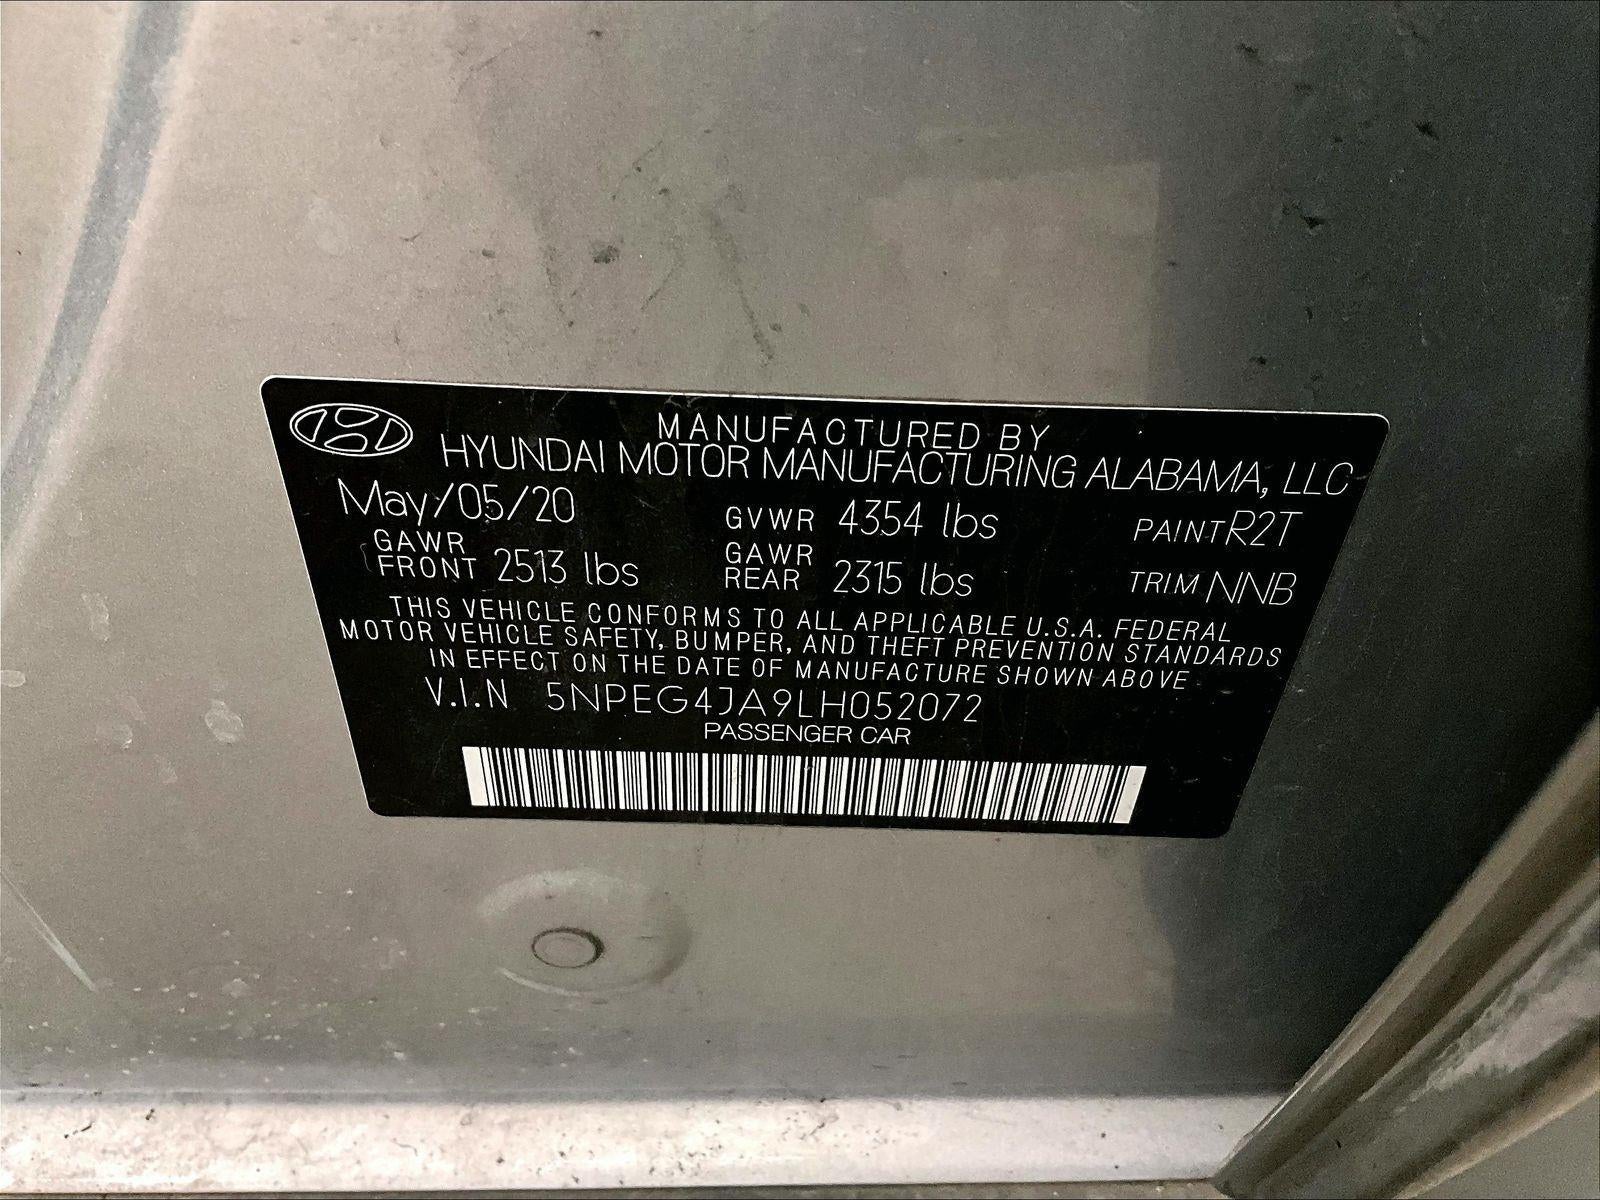 MANUFACTURED BY
HYUNDAI MOTOR MANUFACTURING ALABAMA, LLC
May/05/20 GVWR 4354 lbs PAINT R2T
GAWR FRONT 2513 lbs GAWR REAR 2315 lbs TRIM NNB
THIS VEHICLE CONFORMS TO ALL APPLICABLE U.S.A. FEDERAL
MOTOR VEHICLE SAFETY, BUMPER, AND THEFT PREVENTION STANDARDS
IN EFFECT ON THE DATE OF MANUFACTURE SHOWN ABOVE
V.I.N 5NPEG4JA9LH052072
PASSENGER CAR